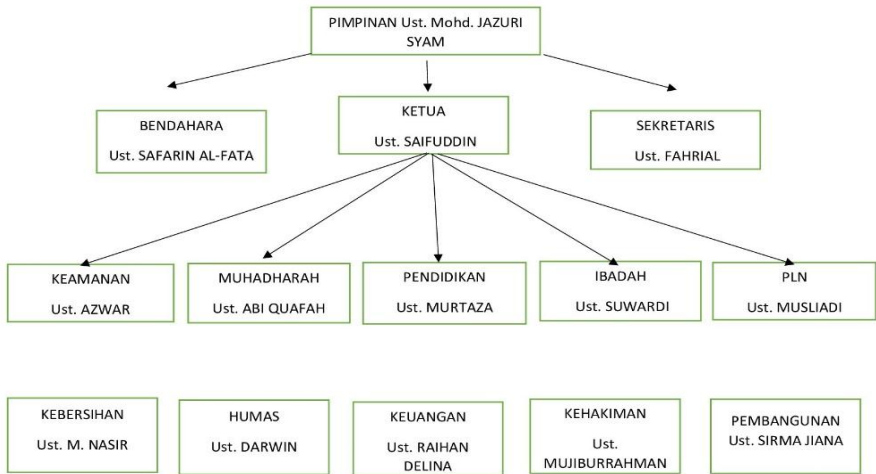 PIMPINAN Ust. Mohd. JAZURI
SYAM
BENDAHARA
Ust. SAFARIN AL-FATA
KETUA
Ust. SAIFUDDIN
SEKRETARIS
Ust. FAHRIAL
KEAMANAN
Ust. AZWAR
MUHADHARAH
Ust. ABI QUAFAH
PENDIDIKAN
Ust. MURTAZA
IBADAH
Ust. SUWARDI
PLN
Ust. MUSLIADI
KEBERSIHAN
Ust. M. NASIR
HUMAS
Ust. DARWIN
KEUANGAN
Ust. RAIHAN
DELINA
KEHAKIMAN
Ust.
MUJIBURRAHMAN
PEMBANGUNAN
Ust. SIRMA JIANA